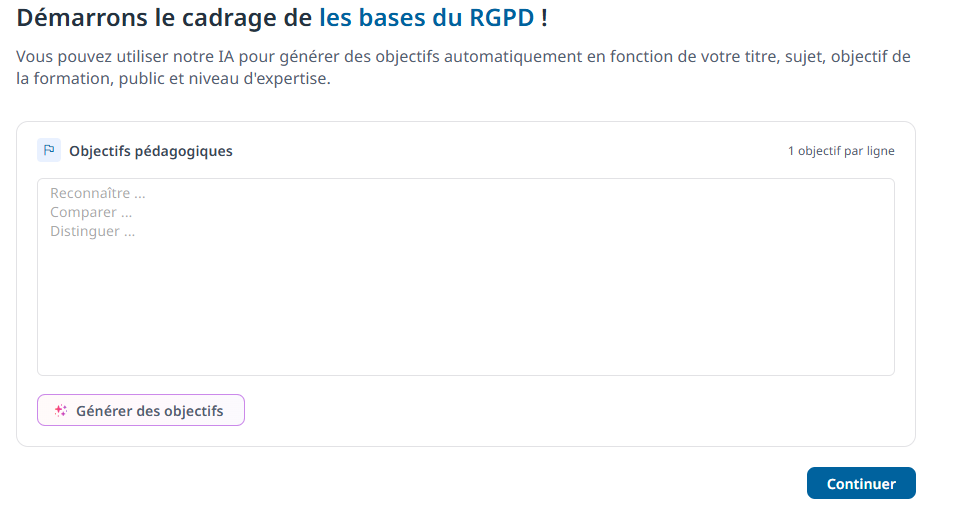 Démarrons le cadrage de les bases du RGPD !
Vous pouvez utiliser notre IA pour générer des objectifs automatiquement en fonction de votre titre, sujet, objectif de
la formation, public et niveau d'expertise.
Objectifs pédagogiques
1 objectif par ligne
Reconnaître ...
Comparer ...
Distinguer ...
Générer des objectifs
Continuer